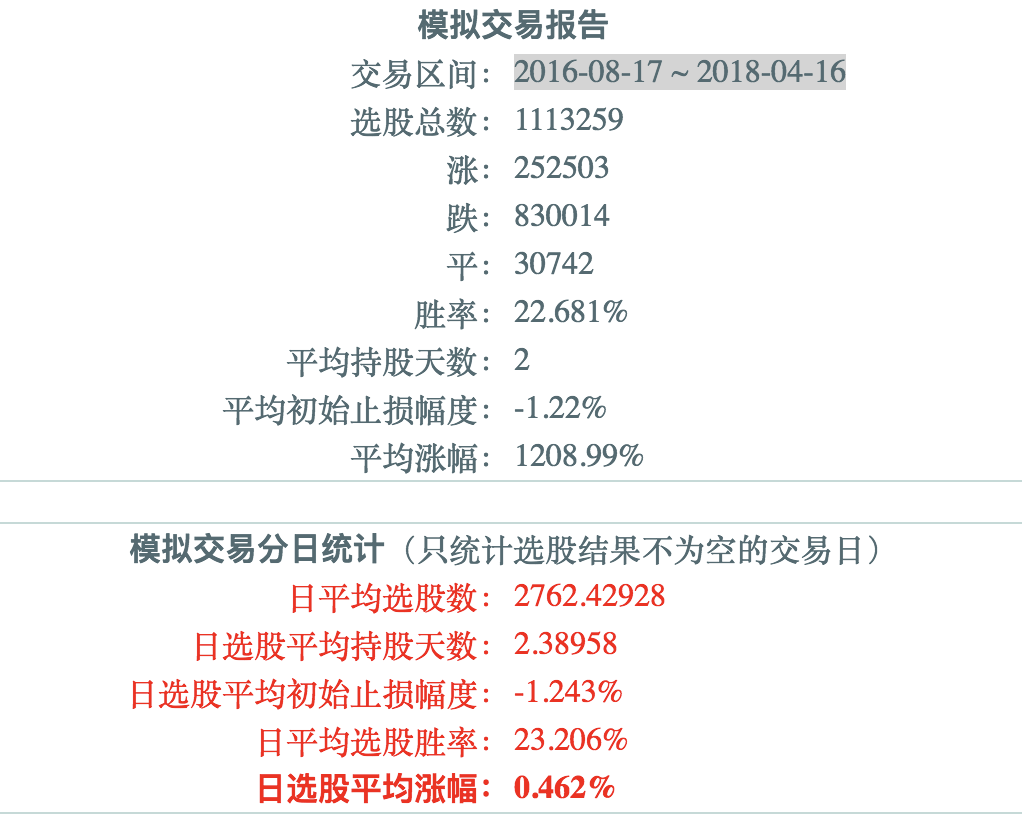 模拟交易报告
交易区间： 2016-08-17 ~ 2018-04-16
选股总数： 1113259
涨： 252503
跌： 830014
平： 30742
胜率： 22.681%
平均持股天数： 2
平均初始止损幅度： -1.22%
平均涨幅： 1208.99%
模拟交易分日统计（只统计选股结果不为空的交易日）
日平均选股数： 2762.42928
日选股平均持股天数： 2.38958
日选股平均初始止损幅度： -1.243%
日平均选股胜率： 23.206%
日选股平均涨幅： 0.462%